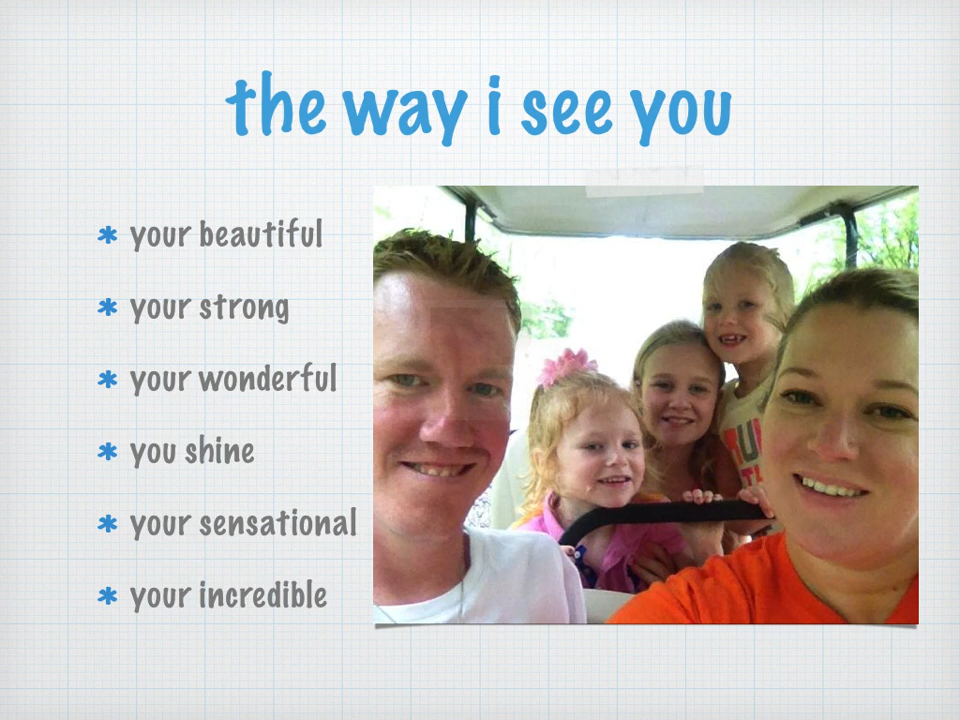 the way i see you
* your beautiful
* your strong
* your wonderful
* you shine
* your sensational
* your incredible